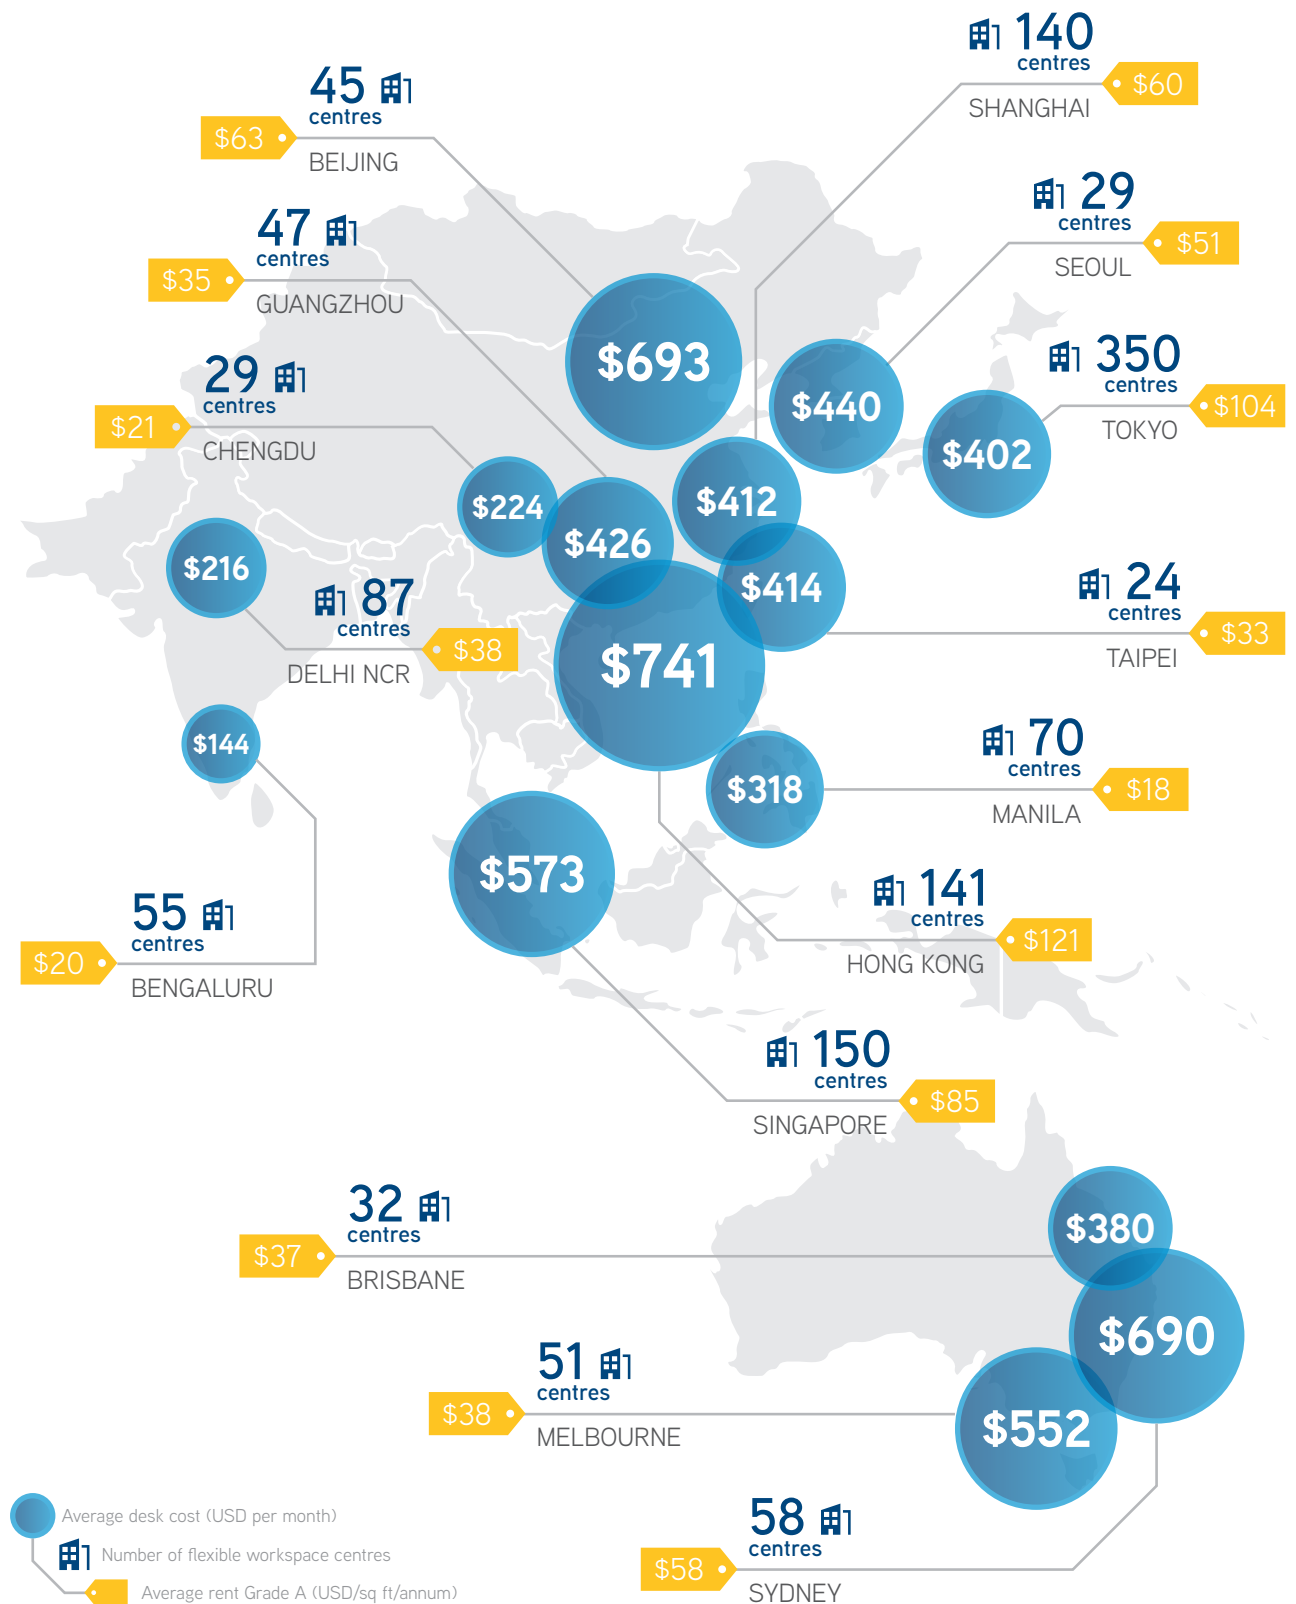 140
centres
$60
SHANGHAI
45
centres
$63
BEIJING
29
centres
$51
SEOUL
47
centres
$35
GUANGZHOU
350
centres
$104
TOKYO
29
centres
$21
CHENGDU
$693
$440
$402
$224
$412
$426
$216
$414
87
centres
$38
DELHI NCR
24
centres
$33
TAIPEI
$741
$144
70
centres
$18
MANILA
$318
$573
141
centres
$121
HONG KONG
55
centres
$20
BENGALURU
150
centres
$85
SINGAPORE
32
centres
$37
BRISBANE
$380
$690
51
centres
$38
MELBOURNE
$552
58
centres
$58
SYDNEY
Average desk cost (USD per month)
Number of flexible workspace centres
Average rent Grade A (USD/sq ft/annum)